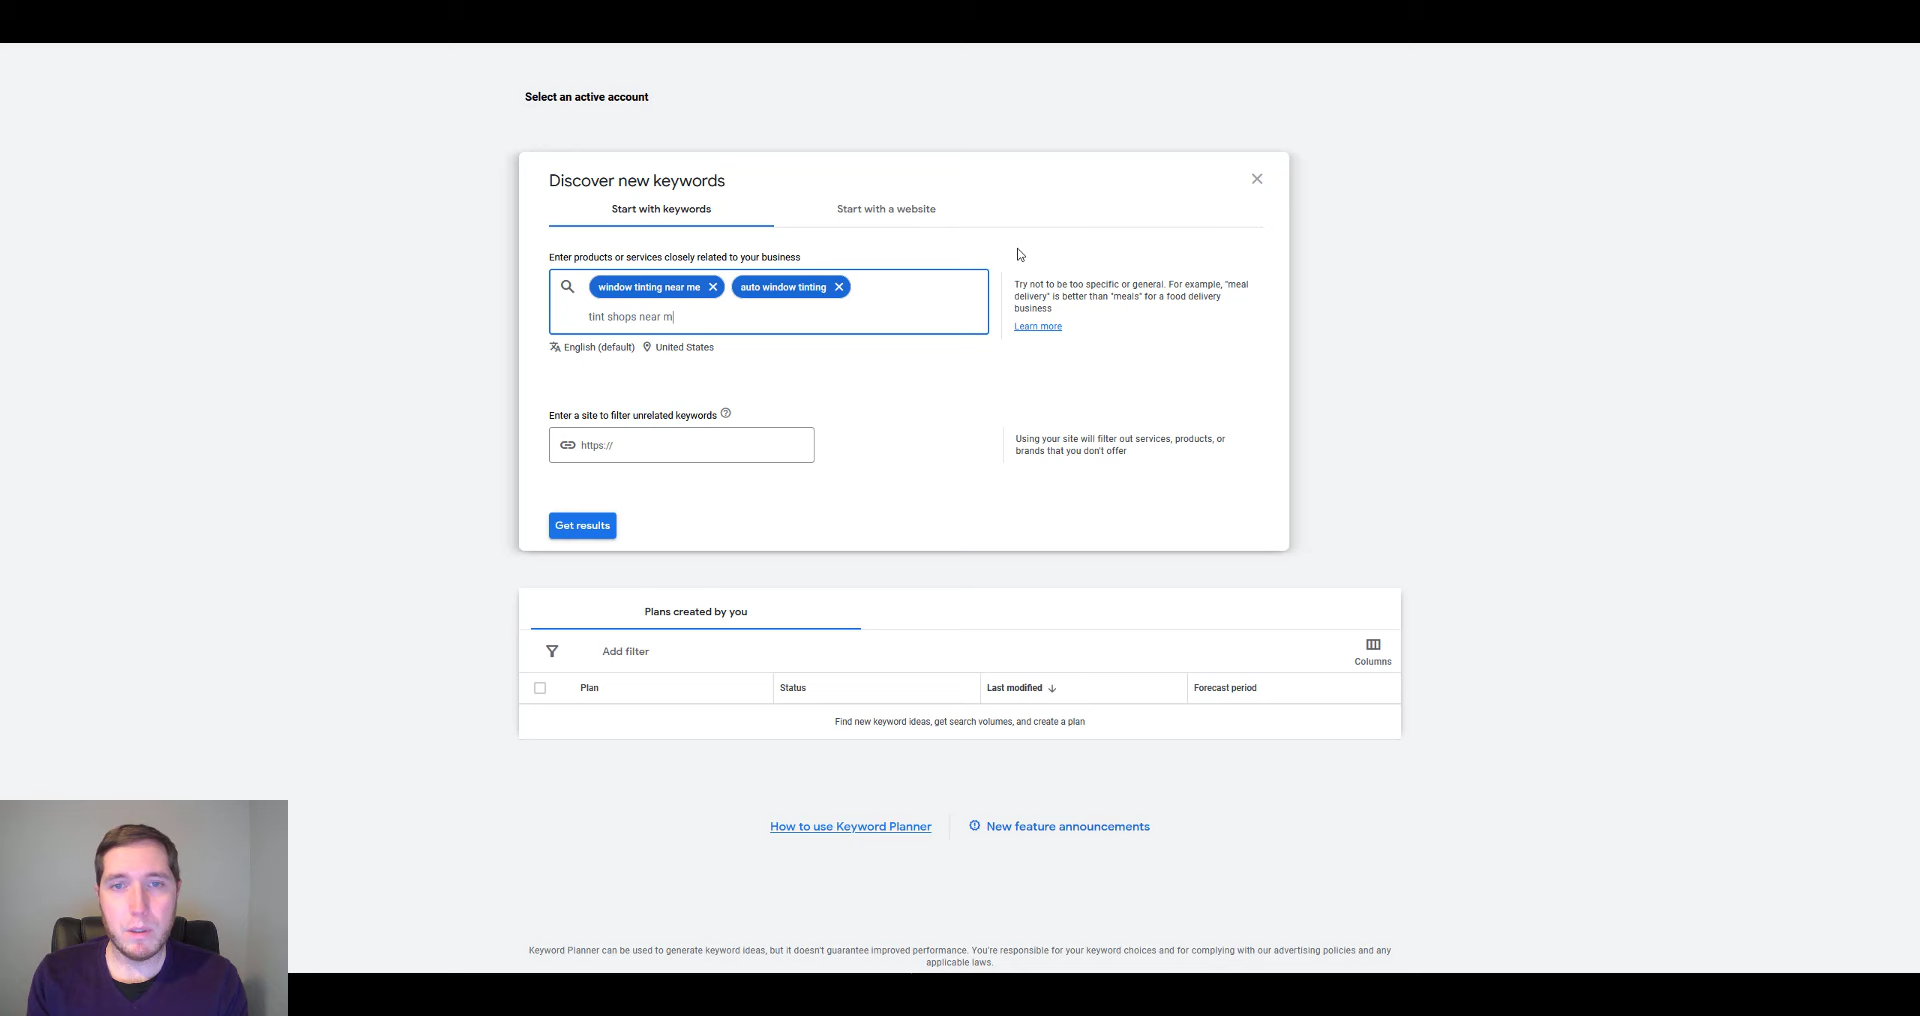 Select an active account
Discover new keywords
Start with keywords
Start with a website
Enter products or services closely related to your business
window tinting near me
auto window tinting
tint shops near m
English (default)
United States
Try not to be too specific or general. For example, "meal
delivery" is better than "meals" for a food delivery
business
Learn more
Enter a site to filter unrelated keywords
https://
Using your site will filter out services, products, or
brands that you don't offer
Get results
Plans created by you
Add filter
Columns
Plan
Status
Last modified
Forecast period
Find new keyword ideas, get search volumes, and create a plan
How to use Keyword Planner
New feature announcements
Keyword Planner can be used to generate keyword ideas, but it doesn't guarantee improved performance. You're responsible for your keyword choices and for complying with our advertising policies and any
applicable laws.